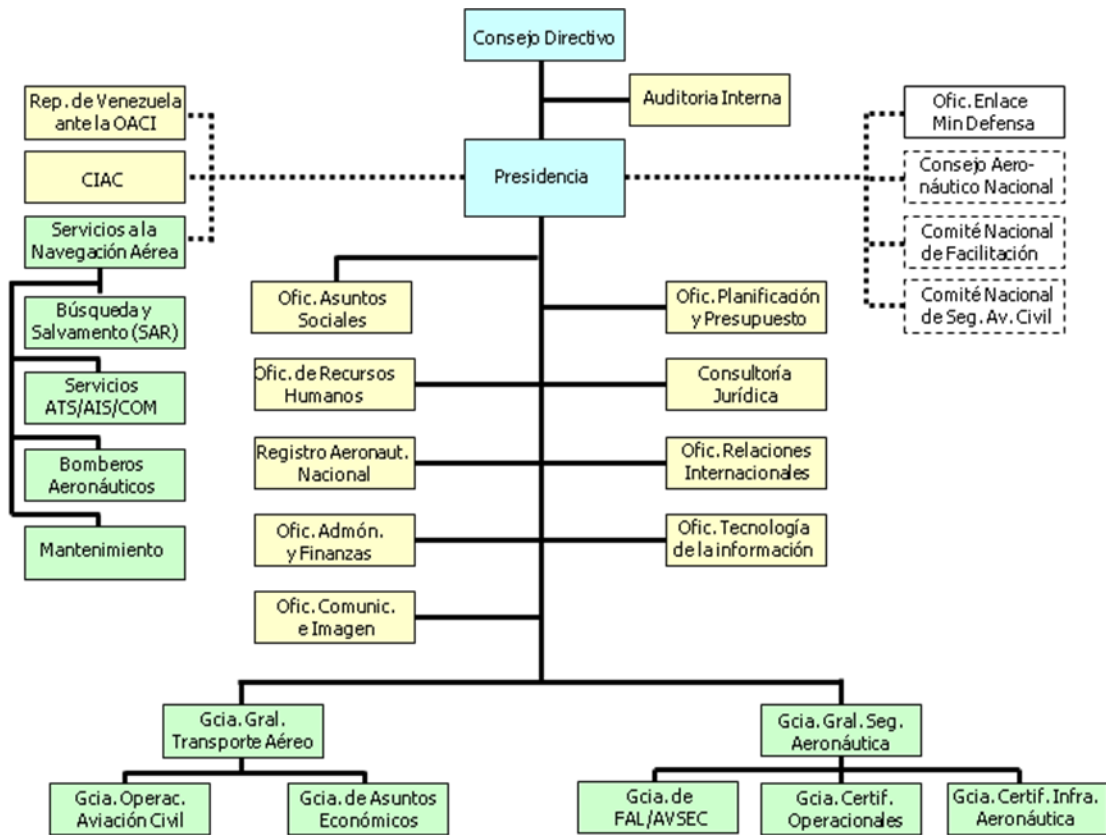 Consejo Directivo
Auditoria Interna
Rep. de Venezuela
ante la OACI
Ofic. Enlace
Min Defensa
CIAC
Presidencia
Consejo Aero-
náutico Nacional
Servicios a la
Navegación Aérea
Comité Nacional
de Facilitación
Búsqueda y
Salvamento (SAR)
Ofic. Asuntos
Sociales
Ofic. Planificación
y Presupuesto
Comité Nacional
de Seg. Av. Civil
Servicios
ATS/AIS/COM
Ofic. de Recursos
Humanos
Consultoría
Jurídica
Bomberos
Aeronáuticos
Registro Aeronaut.
Nacional
Ofic. Relaciones
Internacionales
Mantenimiento
Ofic. Admón.
y Finanzas
Ofic. Tecnología
de la información
Ofic. Comunic.
e Imagen
Gcia. Gral.
Transporte Aéreo
Gcia. Gral. Seg.
Aeronáutica
Gcia. Operac.
Aviación Civil
Gcia. de Asuntos
Económicos
Gcia. de
FAL/AVSEC
Gcia. Certif.
Operacionales
Gcia. Certif. Infra.
Aeronáutica